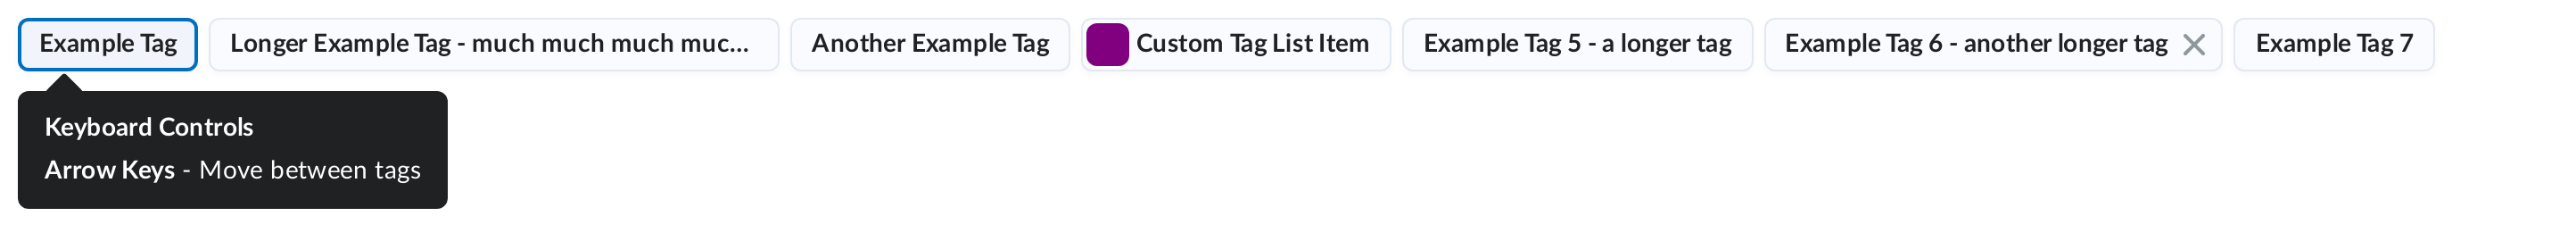 Example Tag
Longer Example Tag - much much much muc...
Another Example Tag
Custom Tag List Item
Example Tag 5 - a longer tag
Example Tag 6 - another longer tag
Example Tag 7
Keyboard Controls
Arrow Keys - Move between tags